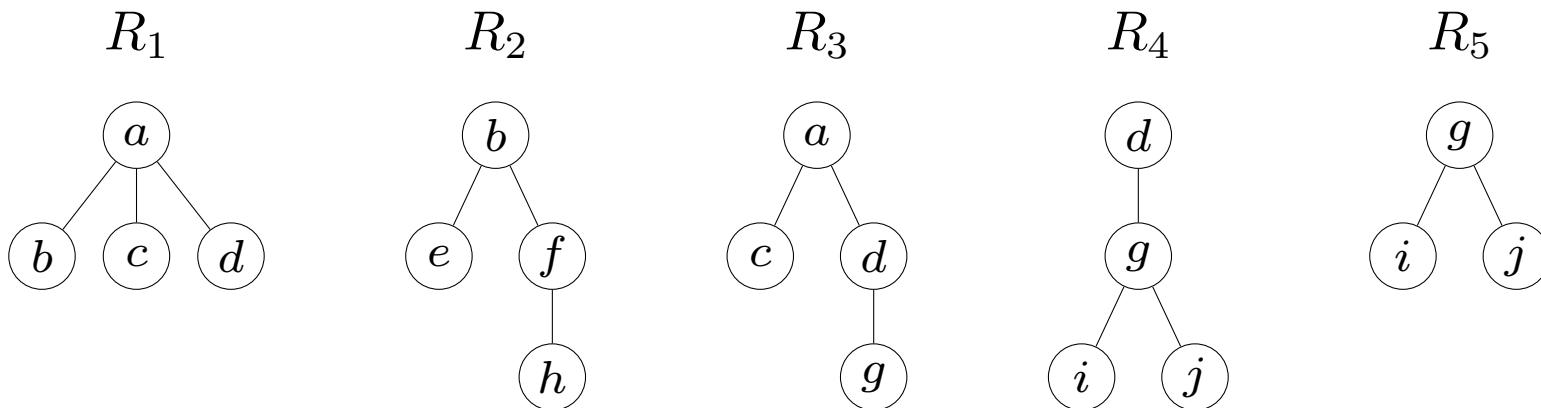 R₁ R₂ R₃ R₄ R₅
a b a d g
b c d e f c d g i j
h g i j